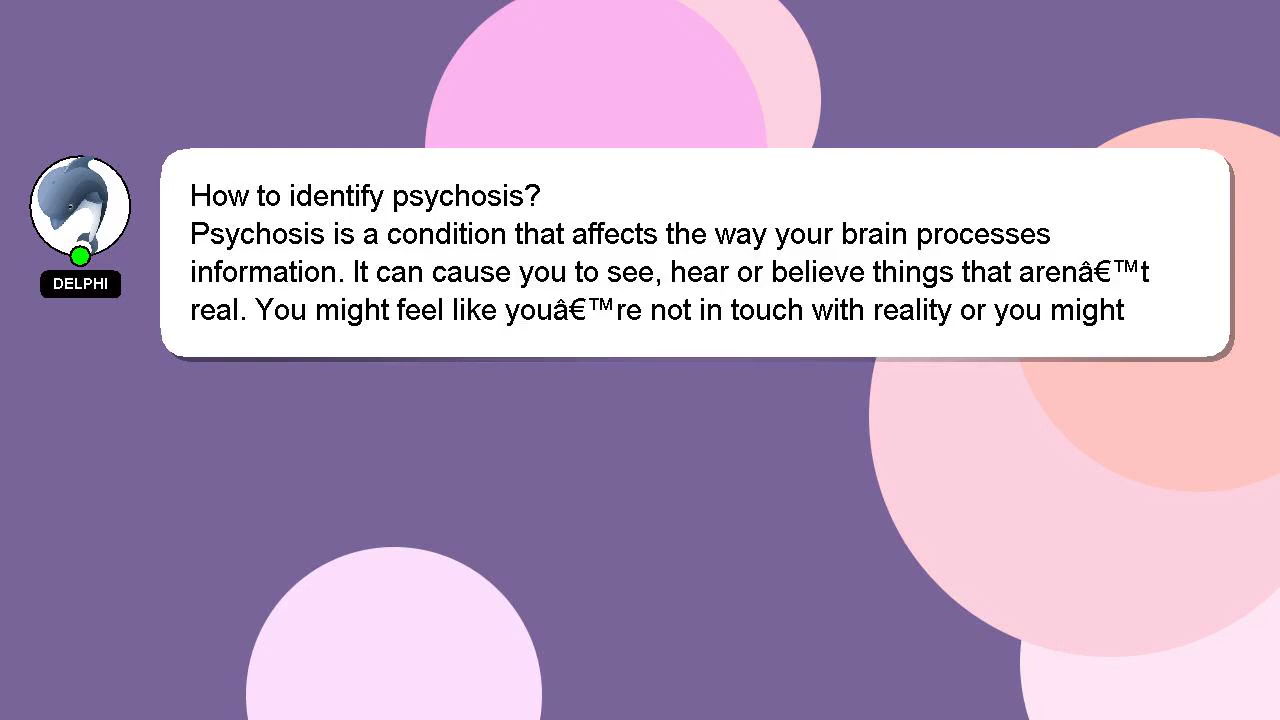 How to identify psychosis?
Psychosis is a condition that affects the way your brain processes
information. It can cause you to see, hear or believe things that arenâ€™t
real. You might feel like youâ€™re not in touch with reality or you might
DELPHI